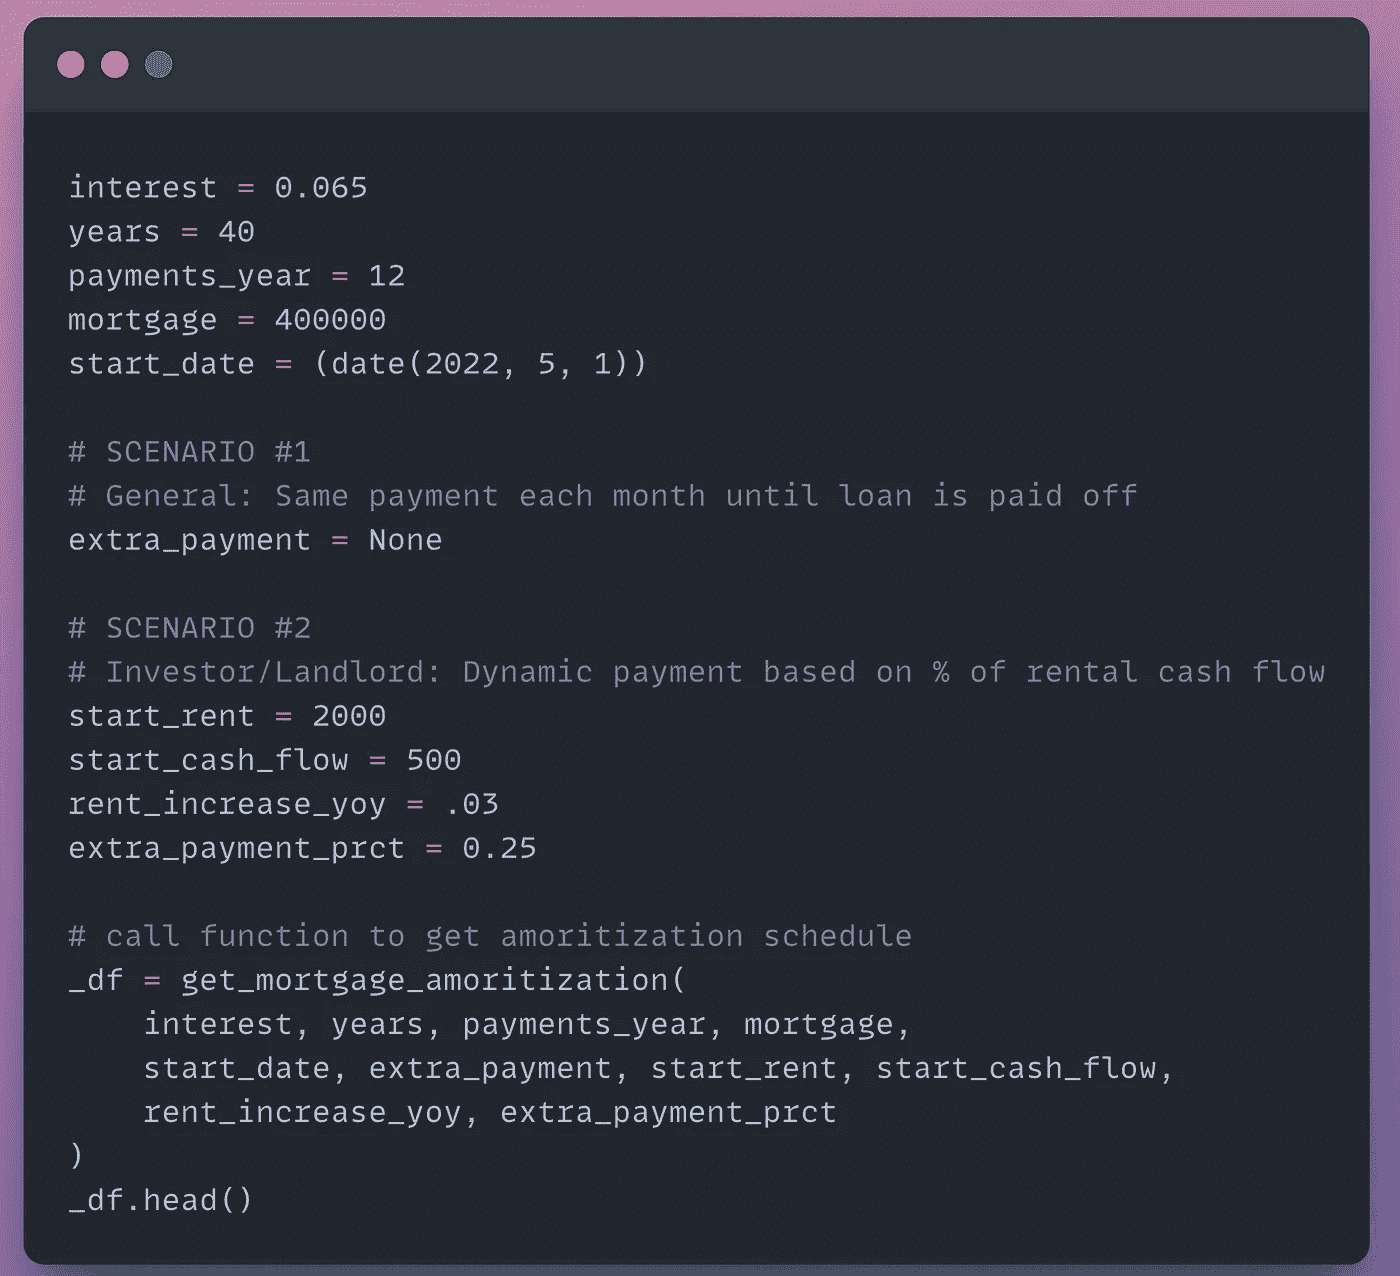 interest = 0.065
years = 40
payments_year = 12
mortgage = 400000
start_date = (date(2022, 5, 1))
# SCENARIO #1
# General: Same payment each month until loan is paid off
extra_payment = None
# SCENARIO #2
# Investor/Landlord: Dynamic payment based on % of rental cash flow
start_rent = 2000
start_cash_flow = 500
rent_increase_yoy = .03
extra_payment_prct = 0.25
# call function to get amoritization schedule
_df = get_mortgage_amoritization(
    interest, years, payments_year, mortgage,
    start_date, extra_payment, start_rent, start_cash_flow,
    rent_increase_yoy, extra_payment_prct
)
_df.head()